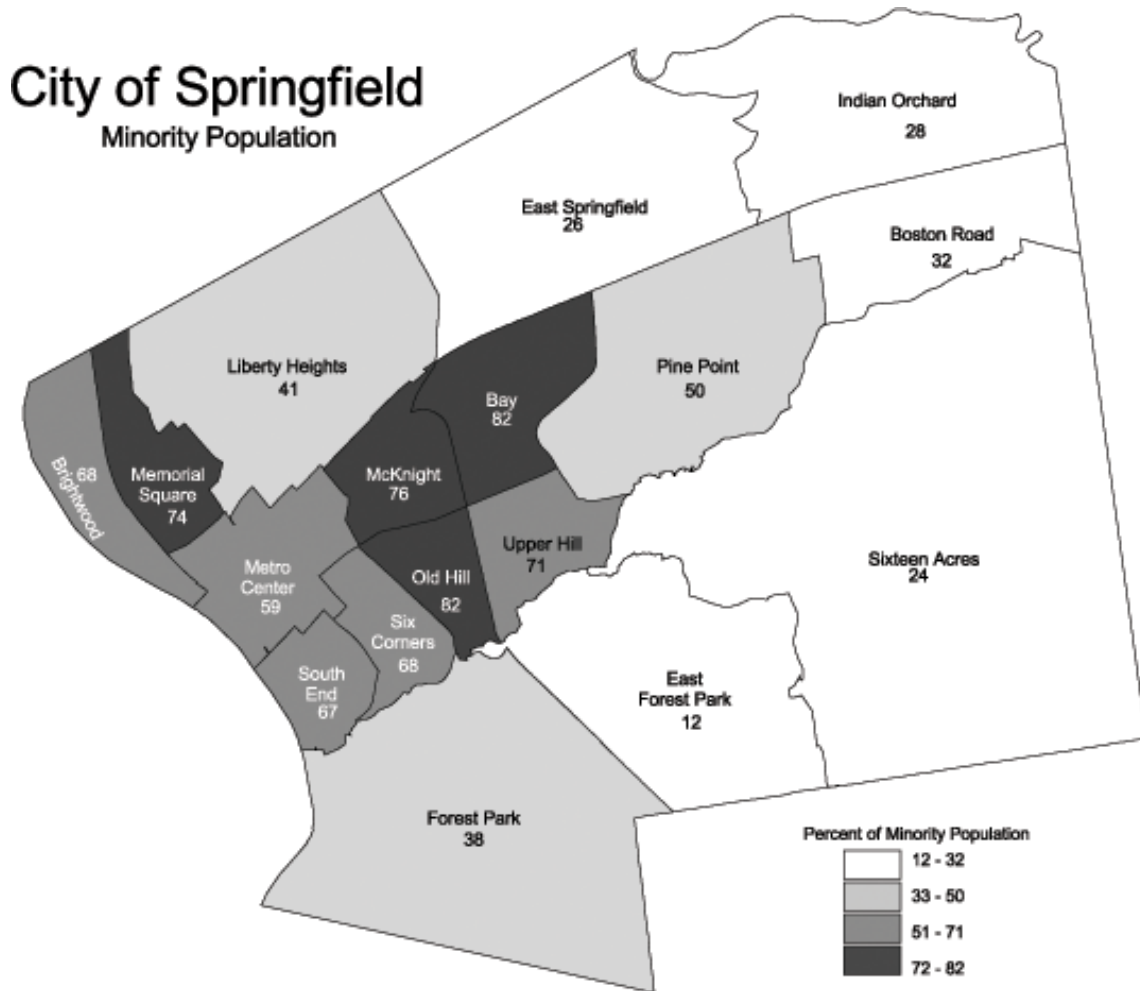 City of Springfield
Minority Population
Indian Orchard
28
East Springfield
26
Boston Road
32
Liberty Heights
41
Pine Point
50
Bay
82
Brightwood
68
Memorial
Square
74
McKnight
76
Upper Hill
71
Sixteen Acres
24
Metro
Center
59
Old Hill
82
Six
Corners
68
South
End
67
East
Forest Park
12
Forest Park
38
Percent of Minority Population
12 - 32
33 - 50
51 - 71
72 - 82